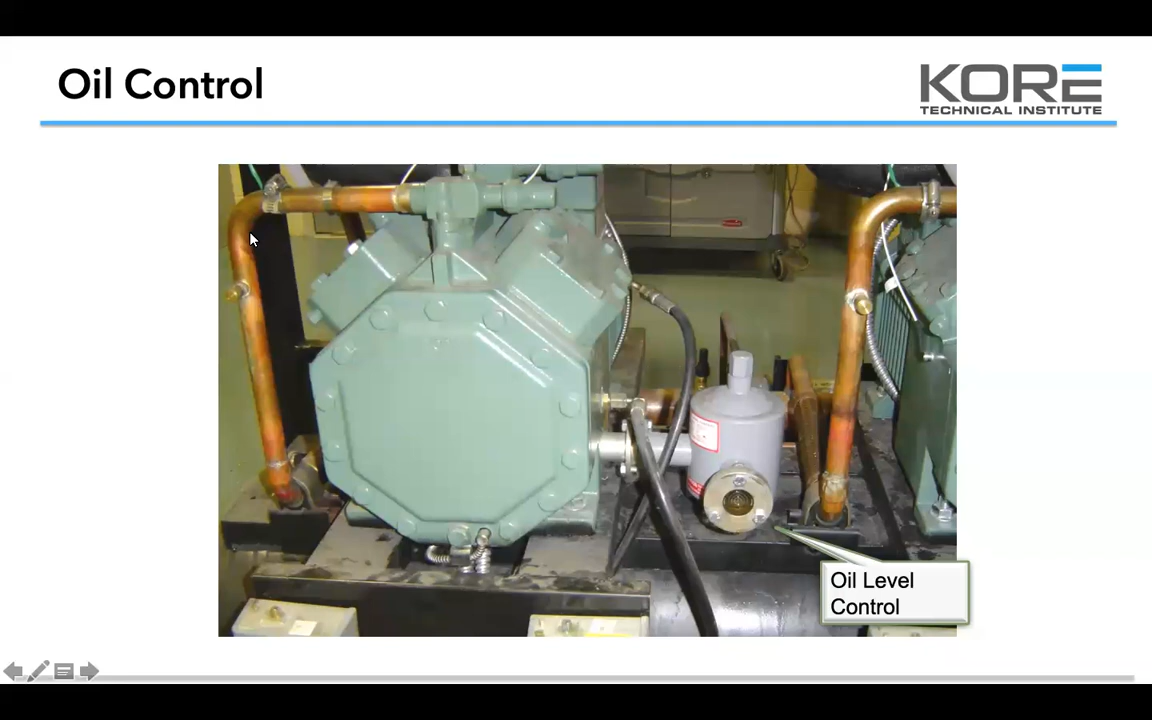 Oil Control
KORE
TECHNICAL INSTITUTE
Oil Level
Control